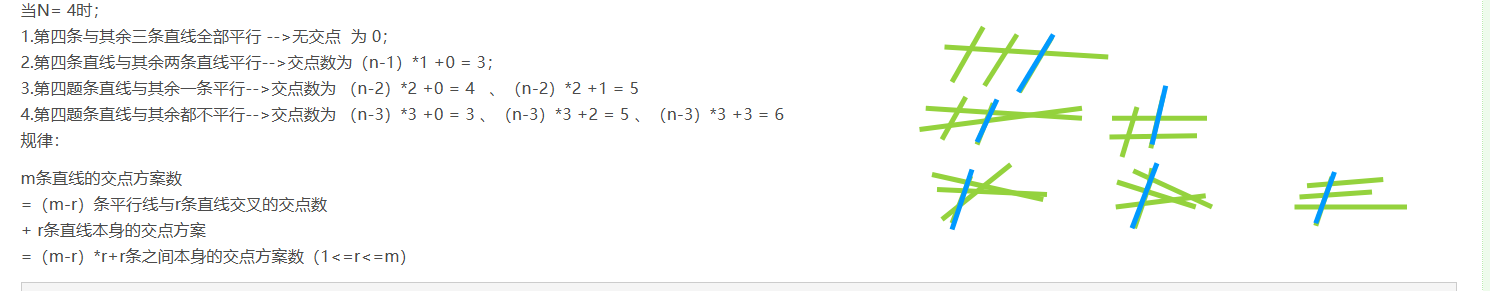 当N= 4时；
1.第四条与其余三条直线全部平行 -->无交点  为 0；
2.第四条直线与其余两条直线平行-->交点数为（n-1）*1 +0 = 3；
3.第四题条直线与其余一条平行-->交点数为 （n-2）*2 +0 = 4  、（n-2）*2 +1 = 5
4.第四题条直线与其余都不平行-->交点数为 （n-3）*3 +0 = 3 、（n-3）*3 +2 = 5 、（n-3）*3 +3 = 6
规律：
m条直线的交点方案数
=（m-r）条平行线与r条直线交叉的交点数
+ r条直线本身的交点方案
=（m-r）*r+r条之间本身的交点方案数（1<=r<=m）